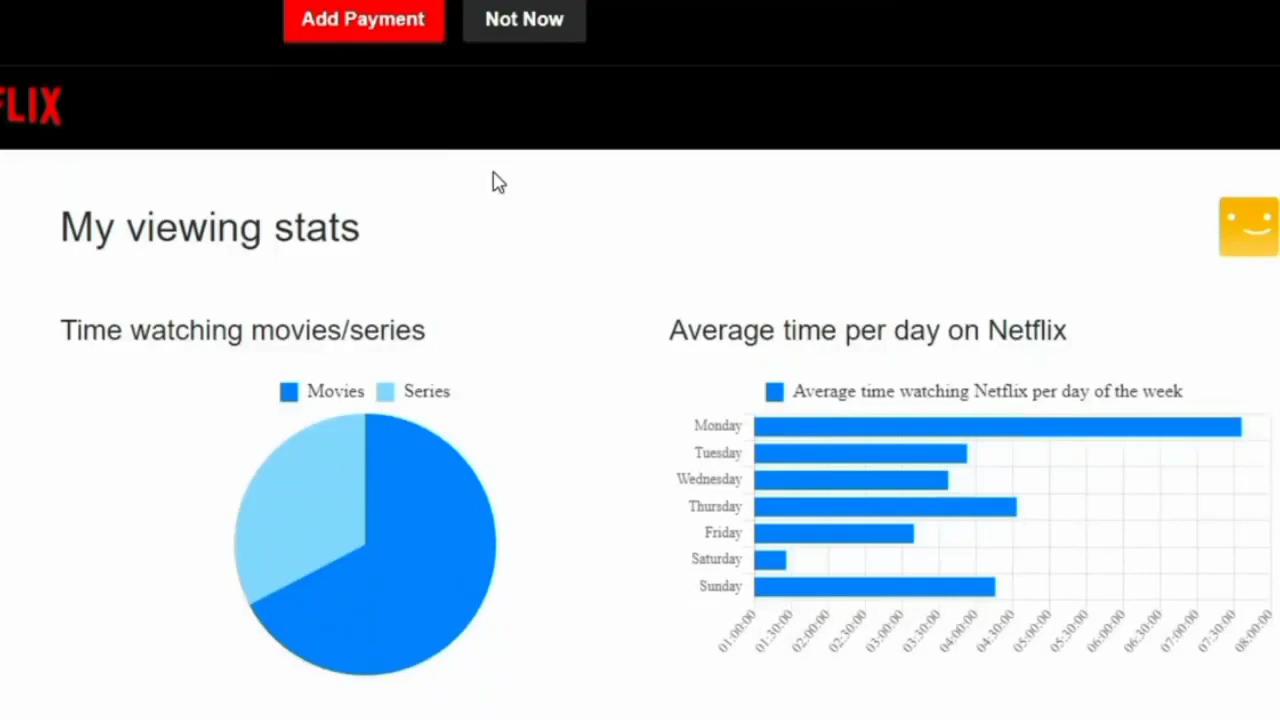 Add Payment Not Now
FLIX
My viewing stats
Time watching movies/series
Movies Series
Average time per day on Netflix
Average time watching Netflix per day of the week
Monday
Tuesday
Wednesday
Thursday
Friday
Saturday
Sunday
01:00:00 01:30:00 02:00:00 02:30:00 03:00:00 03:30:00 04:00:00 04:30:00 05:00:00 05:30:00 06:00:00 06:30:00 07:00:00 07:30:00 08:00:00